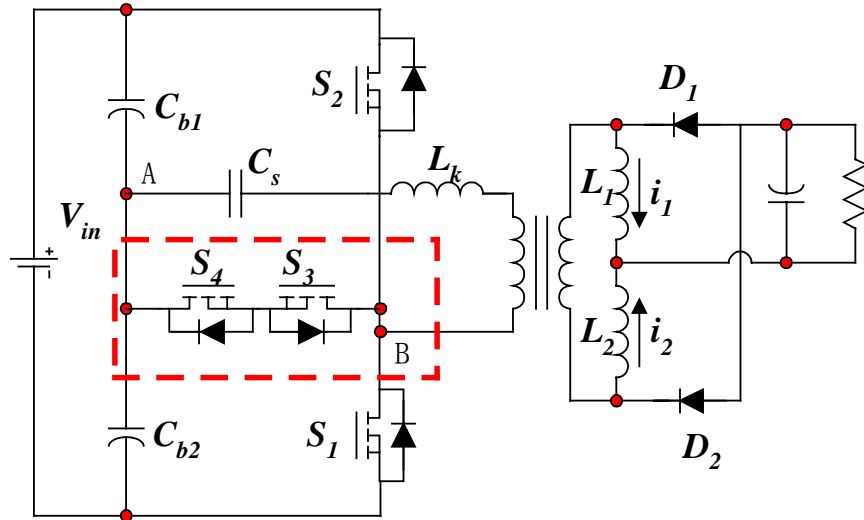 S2
D1
Cb1
A
Cs
Lk
L1
i1
Vin
+
-
S4
S3
B
L2
i2
Cb2
S1
D2